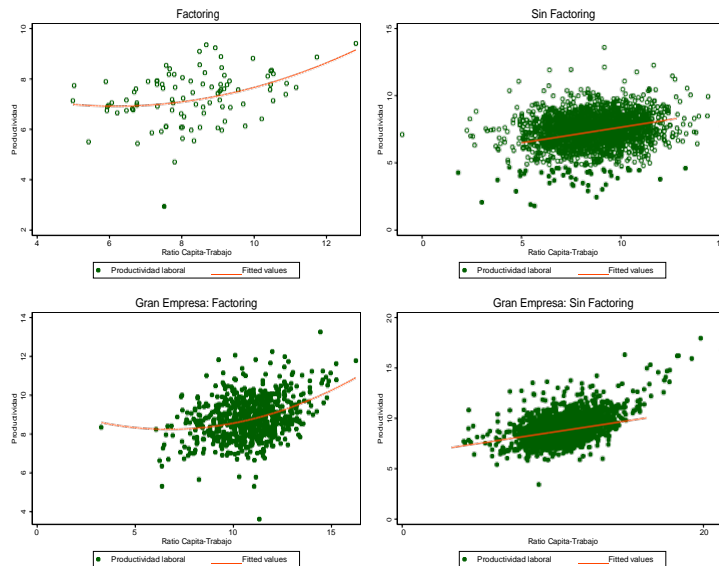 Factoring
Productividad
10
8
6
4
2
4
6
8
10
12
Ratio Capita-Trabajo
Productividad laboral
Fitted values
Sin Factoring
Productividad
15
10
5
0
0
5
10
15
Ratio Capita-Trabajo
Productividad laboral
Fitted values
Gran Empresa: Factoring
Productividad
14
12
10
8
6
4
0
5
10
15
Ratio Capita-Trabajo
Productividad laboral
Fitted values
Gran Empresa: Sin Factoring
Productividad
20
15
10
5
0
0
20
Ratio Capita-Trabajo
Productividad laboral
Fitted values